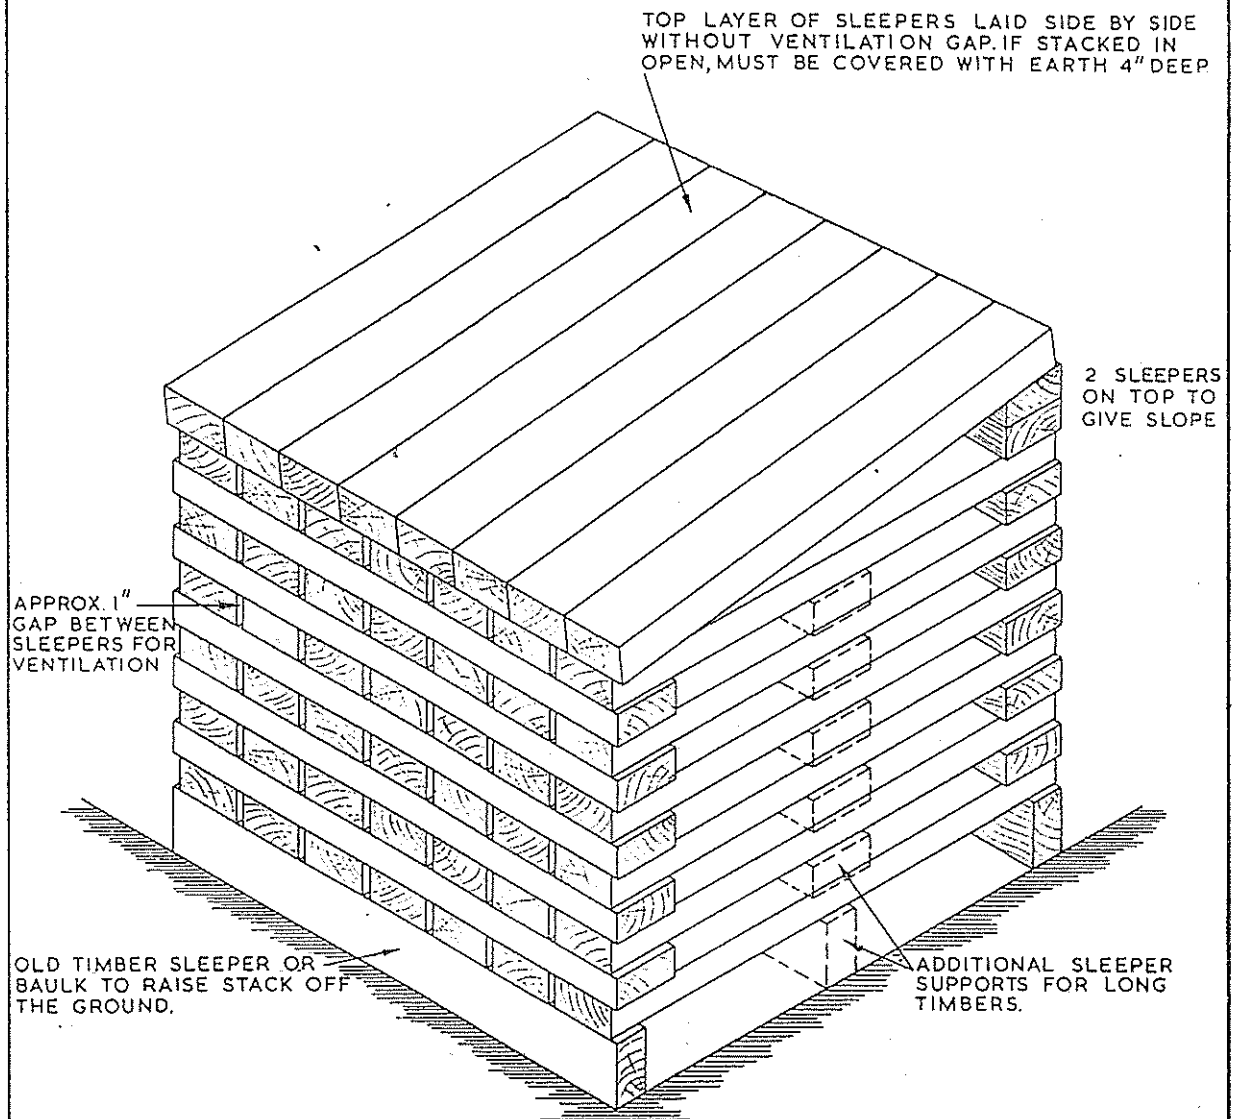 TOP LAYER OF SLEEPERS LAID SIDE BY SIDE
WITHOUT VENTILATION GAP. IF STACKED IN
OPEN, MUST BE COVERED WITH EARTH 4" DEEP
2 SLEEPERS
ON TOP TO
GIVE SLOPE
APPROX. 1"
GAP BETWEEN
SLEEPERS FOR
VENTILATION
OLD TIMBER SLEEPER OR
BAULK TO RAISE STACK OFF
THE GROUND.
ADDITIONAL SLEEPER
SUPPORTS FOR LONG
TIMBERS.